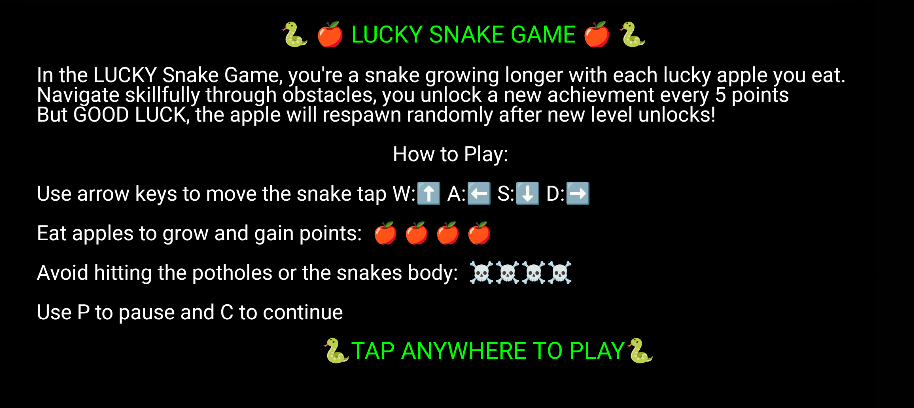 🐍 🍎 LUCKY SNAKE GAME 🍎 🐍
In the LUCKY Snake Game, you're a snake growing longer with each lucky apple you eat.
Navigate skillfully through obstacles, you unlock a new achievment every 5 points
But GOOD LUCK, the apple will respawn randomly after new level unlocks!
How to Play:
Use arrow keys to move the snake tap W:⬆️ A:⬅️ S:⬇️ D:➡️
Eat apples to grow and gain points: 🍎 🍎 🍎 🍎
Avoid hitting the potholes or the snakes body: ☠️☠️☠️☠️
Use P to pause and C to continue
🐍TAP ANYWHERE TO PLAY🐍